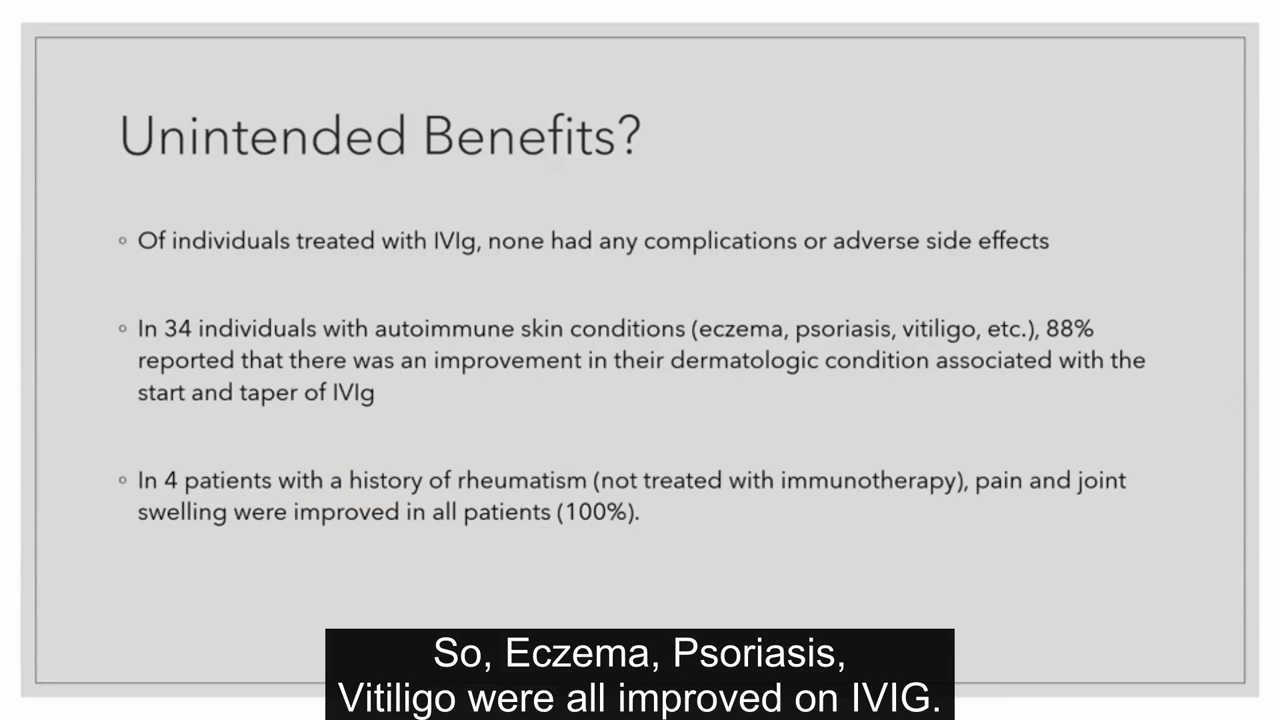 Unintended Benefits?
◦ Of individuals treated with IVIg, none had any complications or adverse side effects
◦ In 34 individuals with autoimmune skin conditions (eczema, psoriasis, vitiligo, etc.), 88%
reported that there was an improvement in their dermatologic condition associated with the
start and taper of IVIg
◦ In 4 patients with a history of rheumatism (not treated with immunotherapy), pain and joint
swelling were improved in all patients (100%).
So, Eczema, Psoriasis,
Vitiligo were all improved on IVIG.